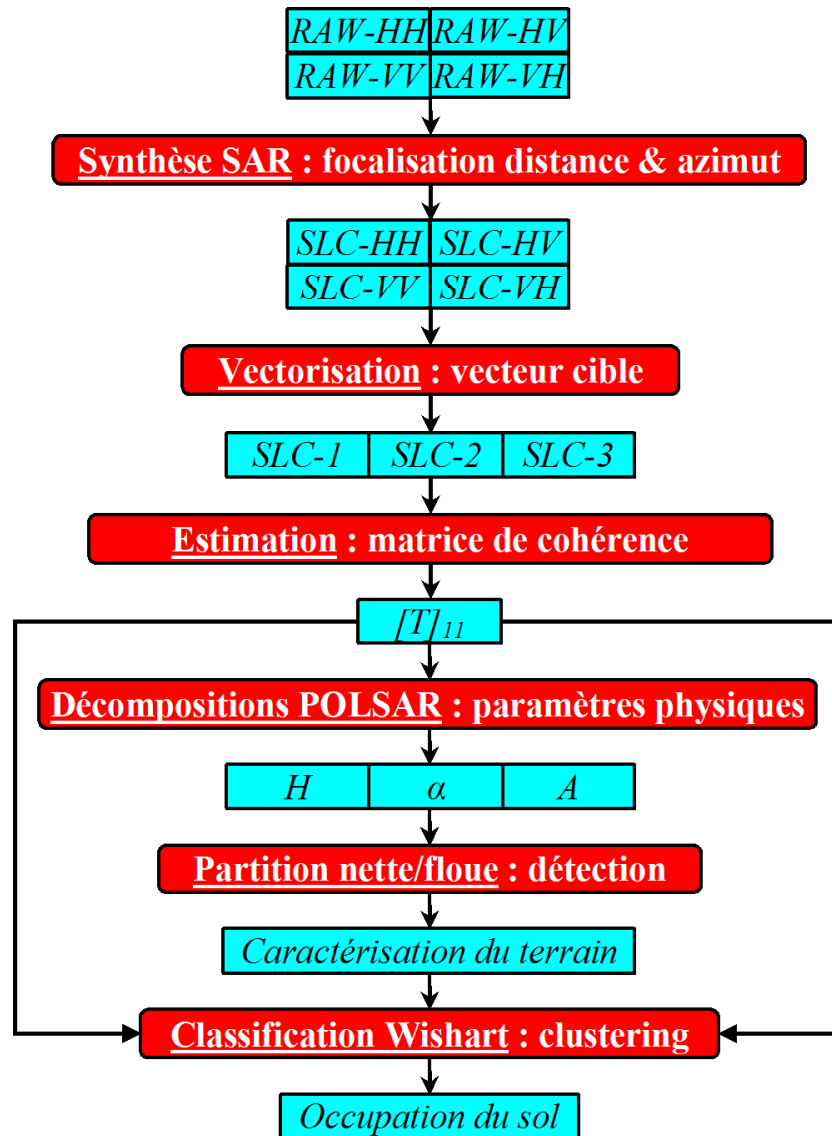 RAW-HH RAW-HV
RAW-VV RAW-VH
Synthèse SAR : focalisation distance & azimut
SLC-HH SLC-HV
SLC-VV SLC-VH
Vectorisation : vecteur cible
SLC-1 SLC-2 SLC-3
Estimation : matrice de cohérence
[T]11
Décompositions POLSAR : paramètres physiques
H α A
Partition nette/floue : détection
Caractérisation du terrain
Classification Wishart : clustering
Occupation du sol